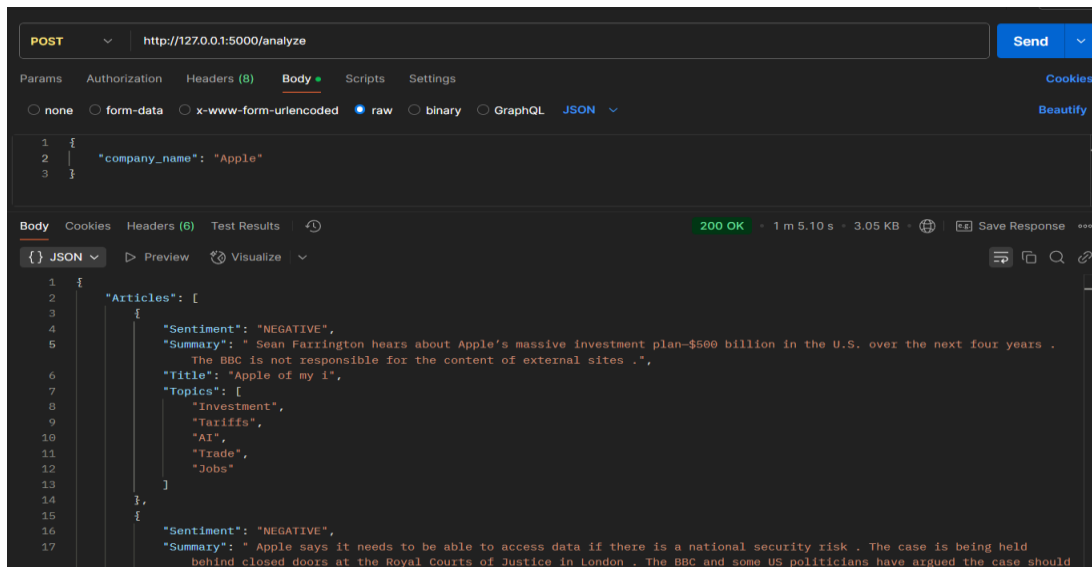 POST http://127.0.0.1:5000/analyze Send
Params Authorization Headers (8) Body Scripts Settings Cookies
none form-data x-www-form-urlencoded raw binary GraphQL JSON Beautify
1 {
2 "company_name": "Apple"
3 }
Body Cookies Headers (6) Test Results 200 OK • 1 m 5.10 s • 3.05 KB • e.g. Save Response
{} JSON Preview Visualize
1 {
2 "Articles": [
3 {
4 "Sentiment": "NEGATIVE",
5 "Summary": " Sean Farrington hears about Apple's massive investment plan—$500 billion in the U.S. over the next four years .
The BBC is not responsible for the content of external sites .",
6 "Title": "Apple of my i",
7 "Topics": [
8 "Investment",
9 "Tariffs",
10 "AI",
11 "Trade",
12 "Jobs"
13 ]
14 },
15 {
16 "Sentiment": "NEGATIVE",
17 "Summary": " Apple says it needs to be able to access data if there is a national security risk . The case is being held
behind closed doors at the Royal Courts of Justice in London . The BBC and some US politicians have argued the case should